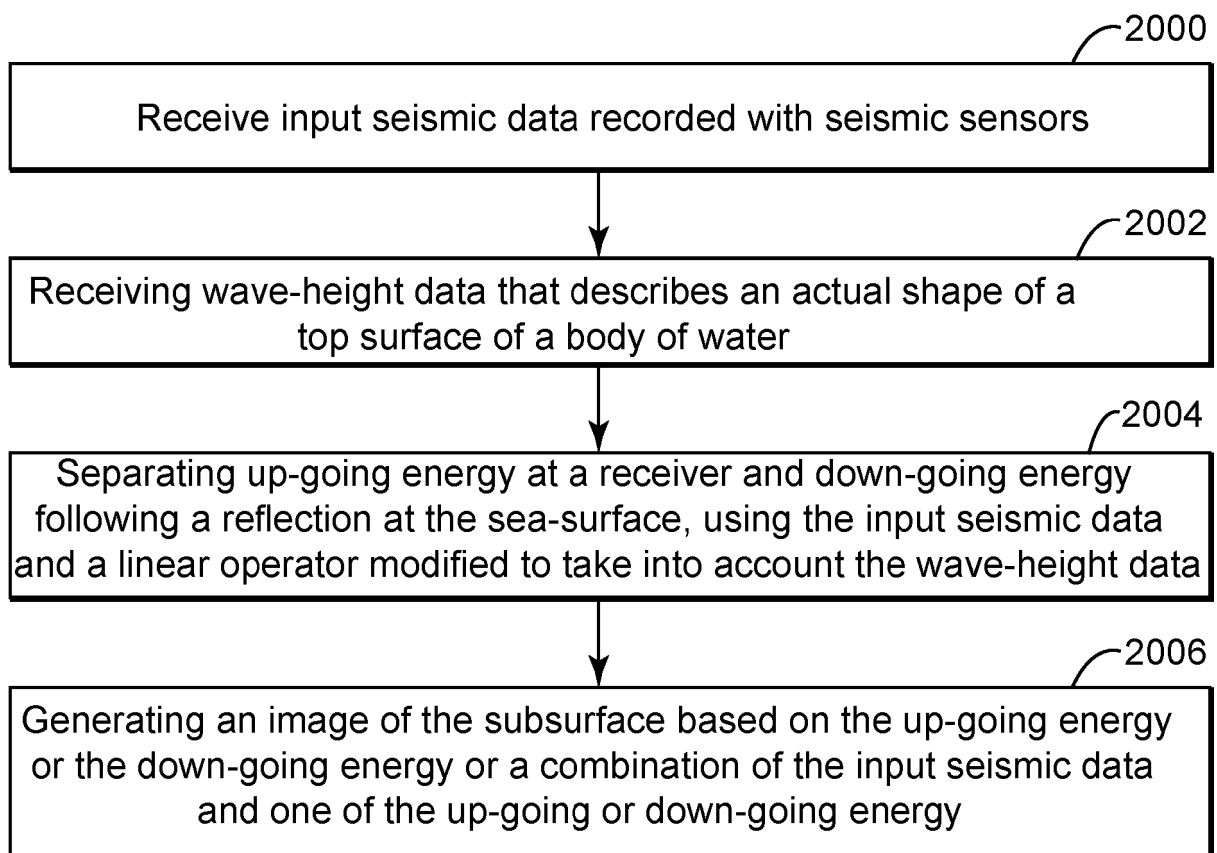 2000
Receive input seismic data recorded with seismic sensors
2002
Receiving wave-height data that describes an actual shape of a
top surface of a body of water
2004
Separating up-going energy at a receiver and down-going energy
following a reflection at the sea-surface, using the input seismic data
and a linear operator modified to take into account the wave-height data
2006
Generating an image of the subsurface based on the up-going energy
or the down-going energy or a combination of the input seismic data
and one of the up-going or down-going energy